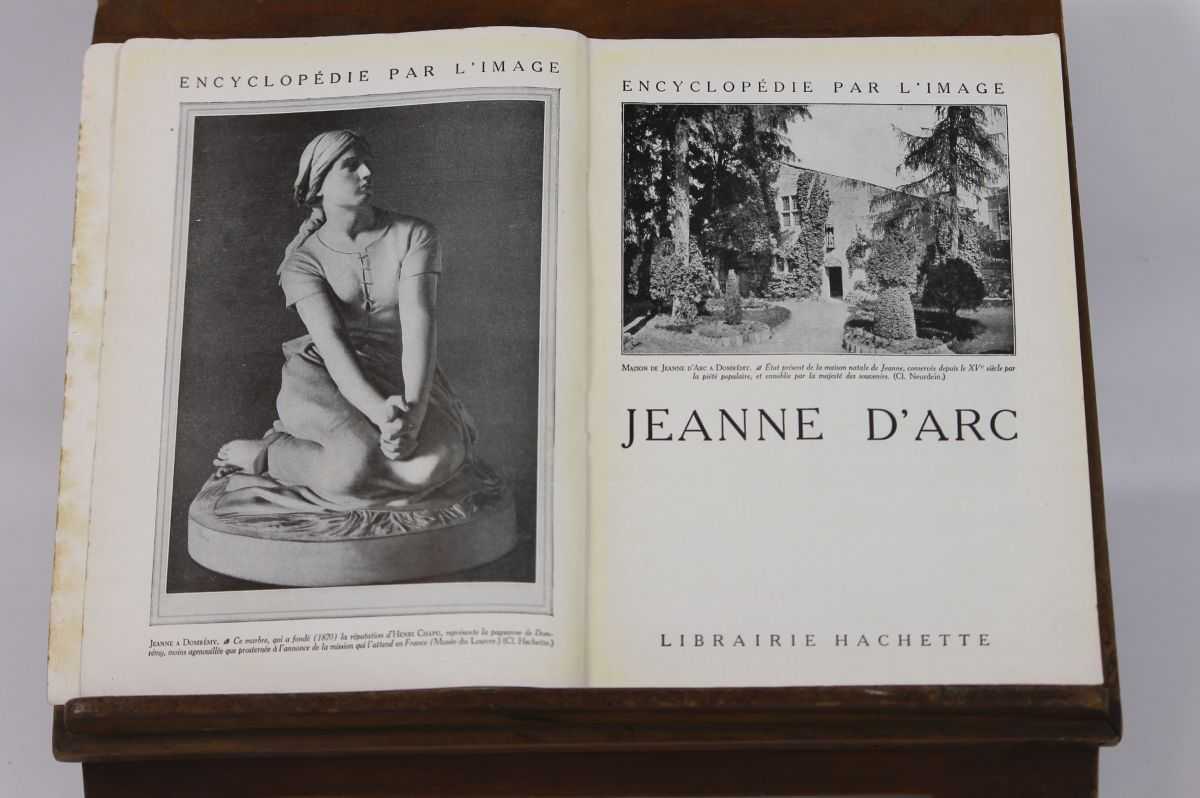 ENCYCLOPÉDIE PAR L'IMAGE
JEANNE A DOMRÉMY. Ce marbre, qui a fondé (1870) la réputation d'HENRI CHAPU, représente la paysanne de Dom-
rémy, moins agenouillée que prosternée à l'annonce de la mission qui l'attend en France (Musée du Louvre.) (Cl. Hachette.)
ENCYCLOPÉDIE PAR L'IMAGE
MAISON DE JEANNE D'ARC A DOMRÉMY. État présent de la maison natale de Jeanne, conservée depuis le XVe siècle par
la piété populaire, et ennoblie par la majesté des souvenirs. (Cl. Neurdein.)
JEANNE D'ARC
LIBRAIRIE HACHETTE